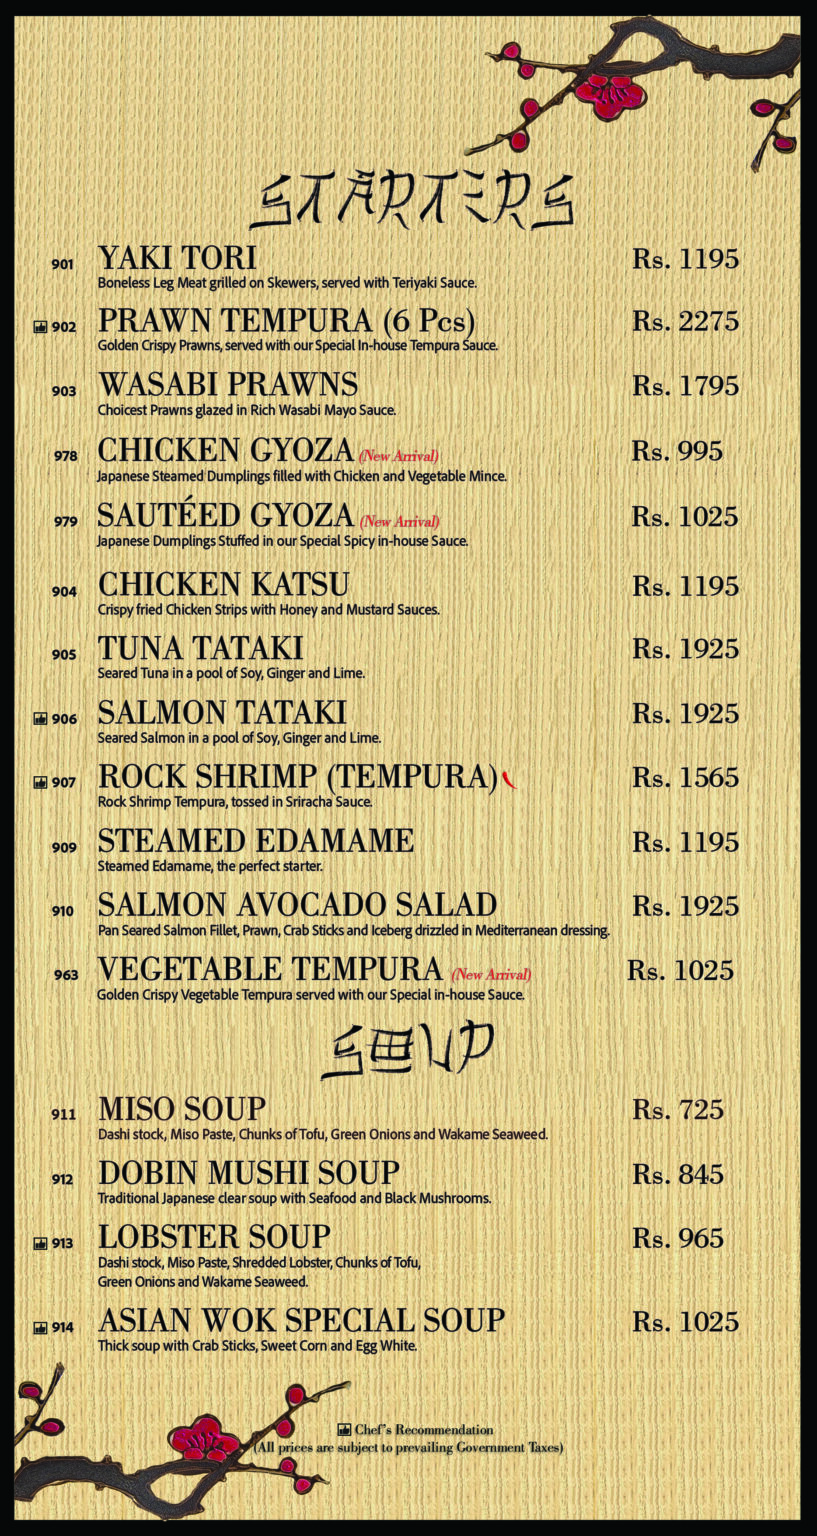 STARTERS
901 YAKI TORI Rs. 1195
Boneless Leg Meat grilled on Skewers, served with Teriyaki Sauce.
902 PRAWN TEMPURA (6 Pcs) Rs. 2275
Golden Crispy Prawns, served with our Special In-house Tempura Sauce.
903 WASABI PRAWNS Rs. 1795
Choicest Prawns glazed in Rich Wasabi Mayo Sauce.
978 CHICKEN GYOZA (New Arrival) Rs. 995
Japanese Steamed Dumplings filled with Chicken and Vegetable Mince.
979 SAUTÉED GYOZA (New Arrival) Rs. 1025
Japanese Dumplings Stuffed in our Special Spicy in-house Sauce.
904 CHICKEN KATSU Rs. 1195
Crispy fried Chicken Strips with Honey and Mustard Sauces.
905 TUNA TATAKI Rs. 1925
Seared Tuna in a pool of Soy, Ginger and Lime.
906 SALMON TATAKI Rs. 1925
Seared Salmon in a pool of Soy, Ginger and Lime.
907 ROCK SHRIMP (TEMPURA) Rs. 1565
Rock Shrimp Tempura, tossed in Sriracha Sauce.
909 STEAMED EDAMAME Rs. 1195
Steamed Edamame, the perfect starter.
910 SALMON AVOCADO SALAD Rs. 1925
Pan Seared Salmon Fillet, Prawn, Crab Sticks and Iceberg drizzled in Mediterranean dressing.
963 VEGETABLE TEMPURA (New Arrival) Rs. 1025
Golden Crispy Vegetable Tempura served with our Special in-house Sauce.
SOUP
911 MISO SOUP Rs. 725
Dashi stock, Miso Paste, Chunks of Tofu, Green Onions and Wakame Seaweed.
912 DOBIN MUSHI SOUP Rs. 845
Traditional Japanese clear soup with Seafood and Black Mushrooms.
913 LOBSTER SOUP Rs. 965
Dashi stock, Miso Paste, Shredded Lobster, Chunks of Tofu,
Green Onions and Wakame Seaweed.
914 ASIAN WOK SPECIAL SOUP Rs. 1025
Thick soup with Crab Sticks, Sweet Corn and Egg White.
Chef's Recommendation
(All prices are subject to prevailing Government Taxes)